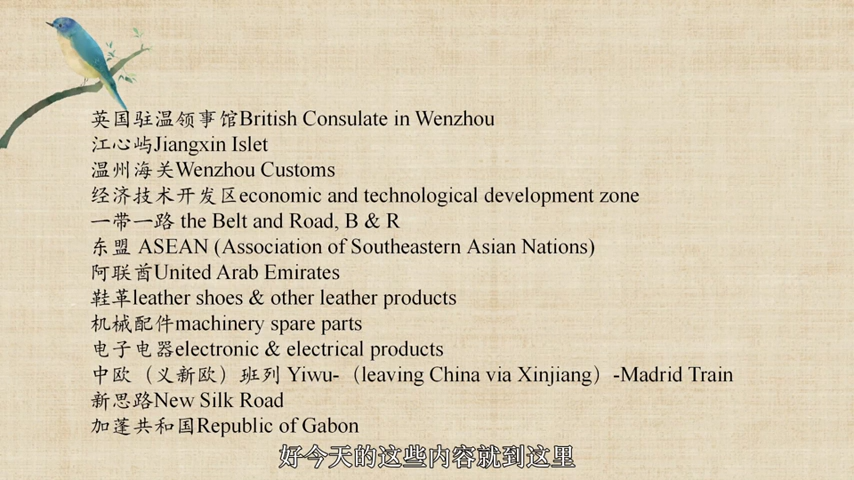 英国驻温领事馆British Consulate in Wenzhou
江心屿Jiangxin Islet
温州海关Wenzhou Customs
经济技术开发区economic and technological development zone
一带一路 the Belt and Road, B & R
东盟 ASEAN (Association of Southeastern Asian Nations)
阿联酋United Arab Emirates
鞋革leather shoes & other leather products
机械配件machinery spare parts
电子电器electronic & electrical products
中欧（义新欧）班列 Yiwu-（leaving China via Xinjiang）-Madrid Train
新思路New Silk Road
加蓬共和国Republic of Gabon
好今天的这些内容就到这里